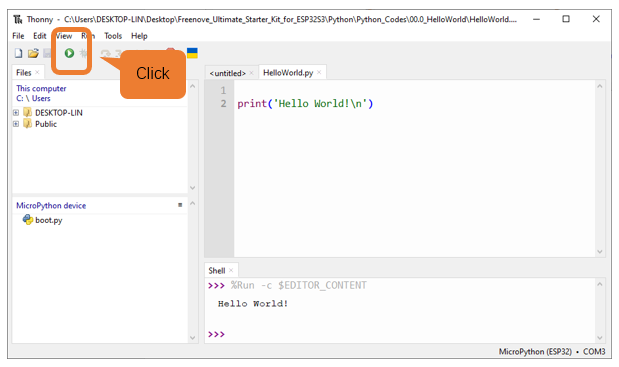 Thonny - C:\Users\DESKTOP-LIN\Desktop\Freenove_Ultimate_Starter_Kit_for_ESP32S3\Python\Python_Codes\00.0_HelloWorld\HelloWorld....
File Edit View Run Tools Help
Click
Files
This computer
C: \ Users
DESKTOP-LIN
Public
MicroPython device
boot.py
<untitled> HelloWorld.py
1
2 print('Hello World!\n')
Shell
>>> %Run -c $EDITOR_CONTENT
Hello World!
>>>
MicroPython (ESP32) • COM3